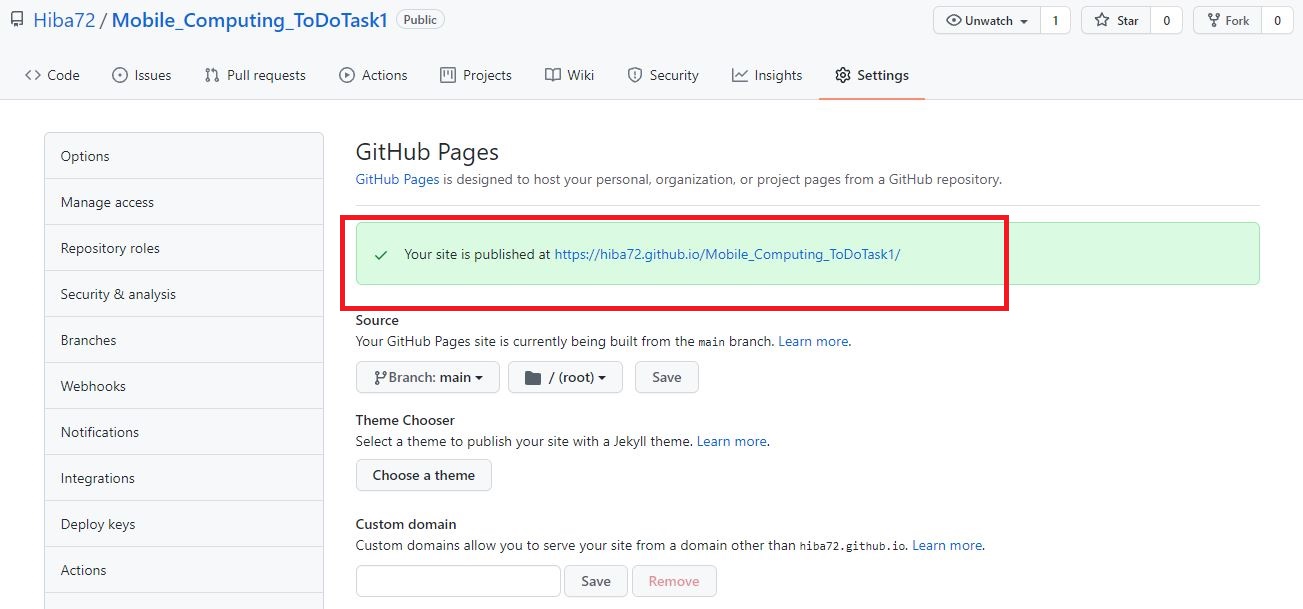 Hiba72 / Mobile_Computing_ToDoTask1 Public Unwatch 1 Star 0 Fork 0
Code Issues Pull requests Actions Projects Wiki Security Insights Settings
Options
Manage access
Repository roles
Security & analysis
Branches
Webhooks
Notifications
Integrations
Deploy keys
Actions
GitHub Pages
GitHub Pages is designed to host your personal, organization, or project pages from a GitHub repository.
Your site is published at https://hiba72.github.io/Mobile_Computing_ToDoTask1/
Source
Your GitHub Pages site is currently being built from the main branch. Learn more.
Branch: main / (root) Save
Theme Chooser
Select a theme to publish your site with a Jekyll theme. Learn more.
Choose a theme
Custom domain
Custom domains allow you to serve your site from a domain other than hiba72.github.io. Learn more.
Save Remove